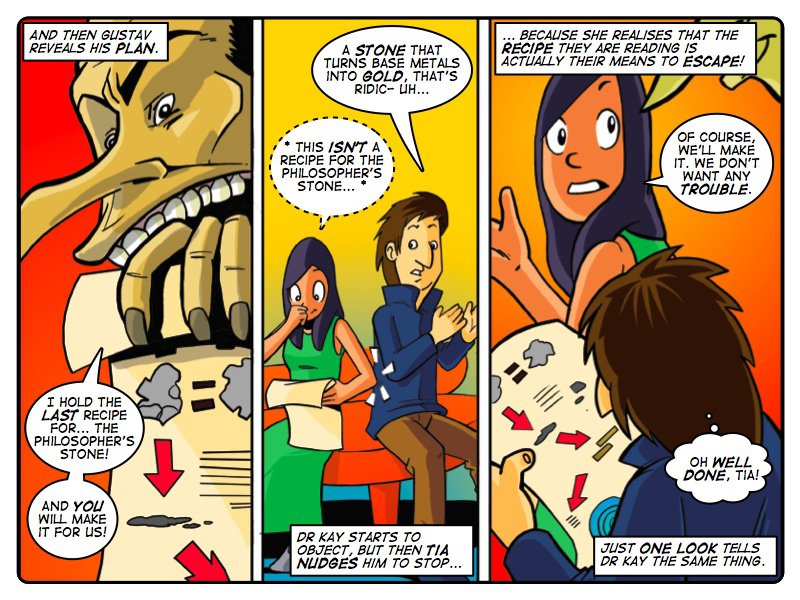 AND THEN GUSTAV
REVEALS HIS PLAN.
I HOLD THE
LAST RECIPE
FOR... THE
PHILOSOPHER'S
STONE!
AND YOU
WILL MAKE
IT FOR US!
A STONE THAT
TURNS BASE METALS
INTO GOLD, THAT'S
RIDIC– UH...
* THIS ISN'T A
RECIPE FOR THE
PHILOSOPHER'S
STONE... *
DR KAY STARTS TO
OBJECT, BUT THEN TIA
NUDGES HIM TO STOP...
... BECAUSE SHE REALISES THAT THE
RECIPE THEY ARE READING IS
ACTUALLY THEIR MEANS TO ESCAPE!
OF COURSE,
WE'LL MAKE
IT. WE DON'T
WANT ANY
TROUBLE.
OH WELL
DONE, TIA!
JUST ONE LOOK TELLS
DR KAY THE SAME THING.